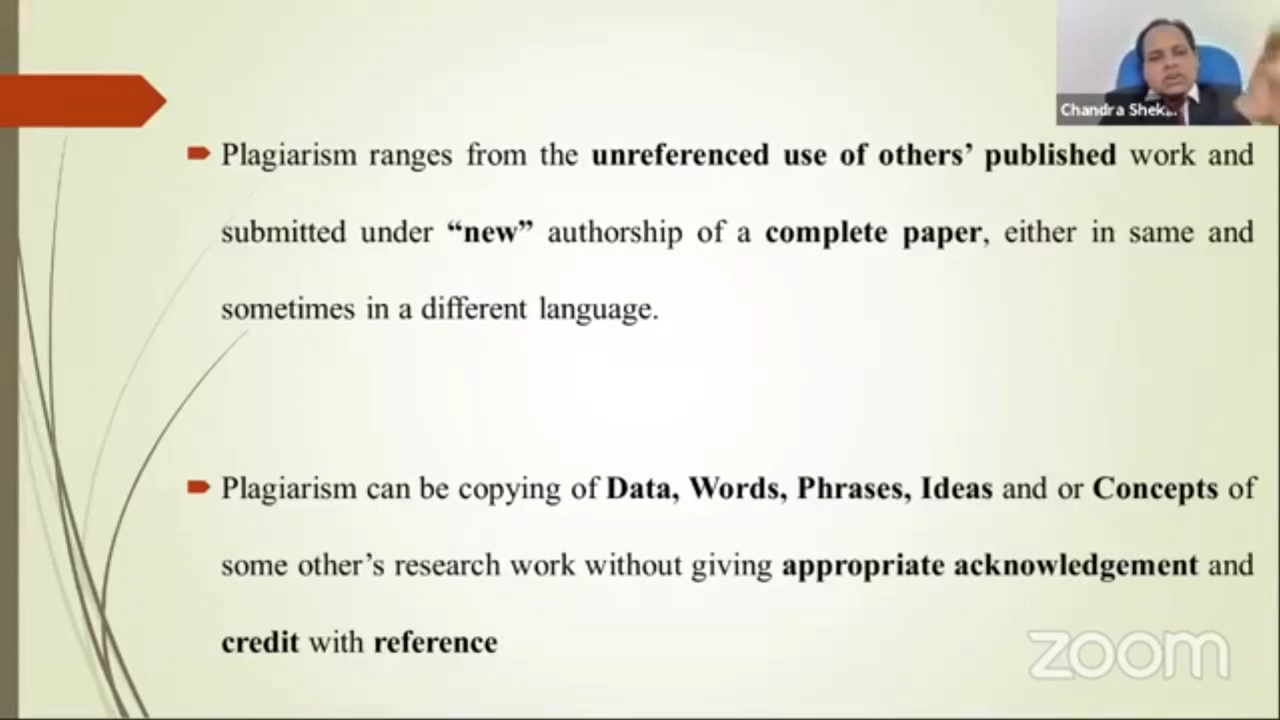 Chandra Shek...
Plagiarism ranges from the unreferenced use of others’ published work and
submitted under “new” authorship of a complete paper, either in same and
sometimes in a different language.
Plagiarism can be copying of Data, Words, Phrases, Ideas and or Concepts of
some other’s research work without giving appropriate acknowledgement and
credit with reference
zoom